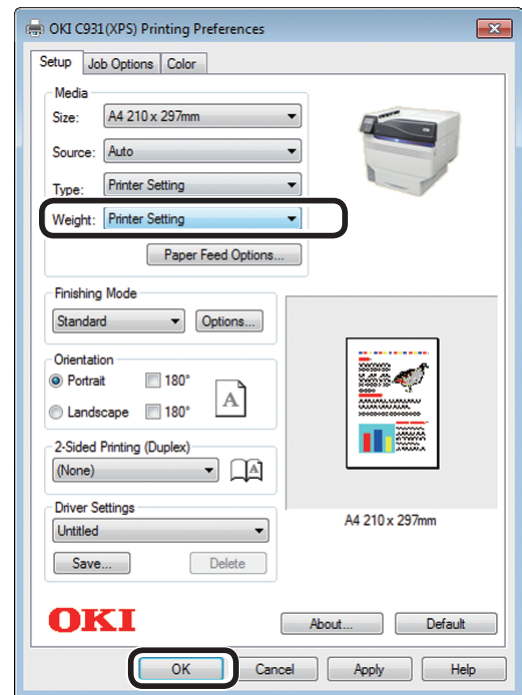 OKI C931(XPS) Printing Preferences
Setup Job Options Color
Media
Size: A4 210 x 297mm
Source: Auto
Type: Printer Setting
Weight: Printer Setting
Paper Feed Options...
Finishing Mode
Standard Options...
Orientation
Portrait 180°
Landscape 180°
A
2-Sided Printing (Duplex)
(None) A
Driver Settings
Untitled
A4 210 x 297mm
Save... Delete
OKI
About... Default
OK Cancel Apply Help